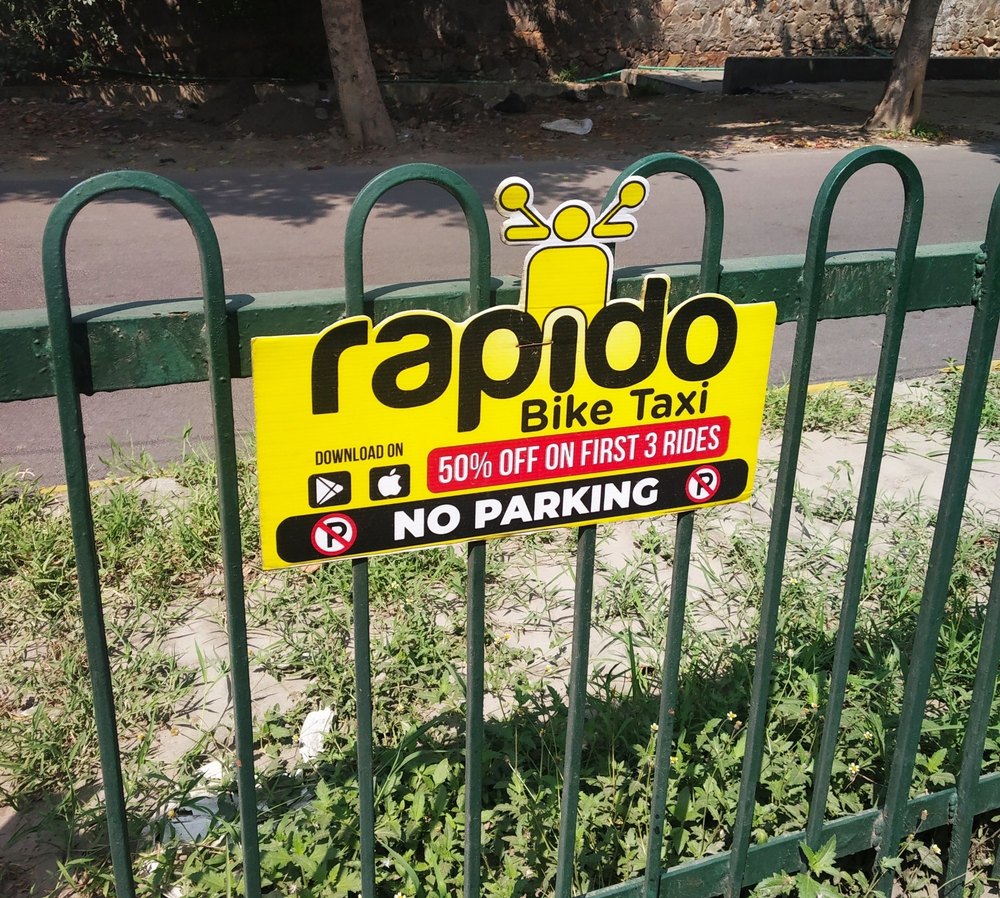 rapido
Bike Taxi
DOWNLOAD ON
50% OFF ON FIRST 3 RIDES
P NO PARKING P